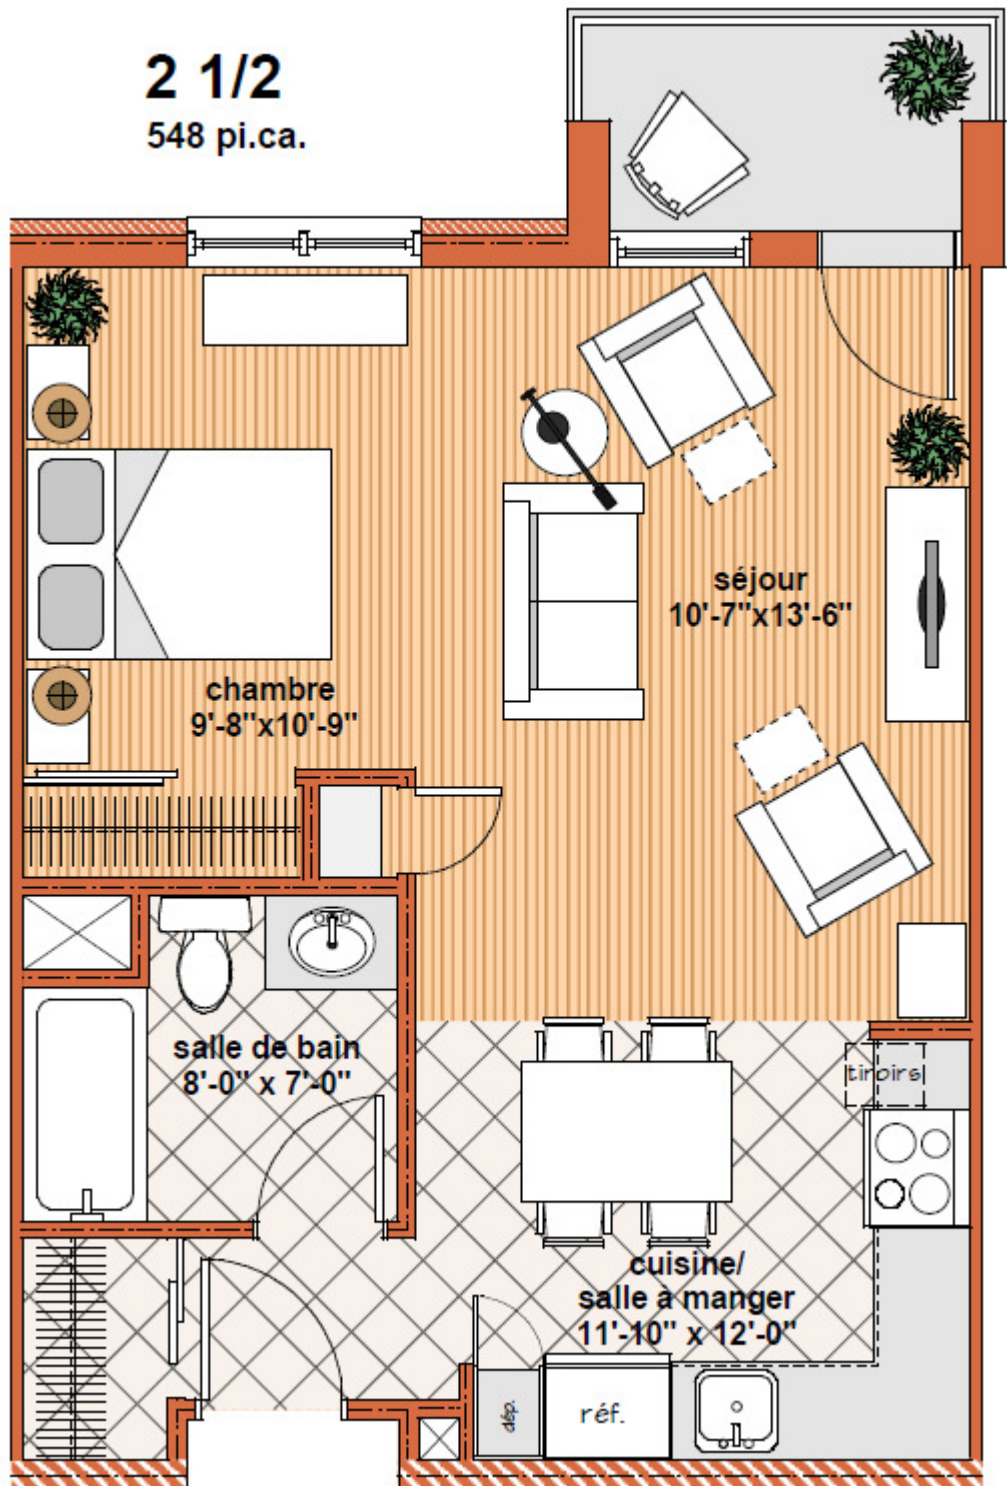 2 1/2
548 pi.ca.
séjour
10'-7"x13'-6"
chambre
9'-8"x10'-9"
salle de bain
8'-0" x 7'-0"
tiroirs
cuisine/
salle à manger
11'-10" x 12'-0"
dép.
réf.